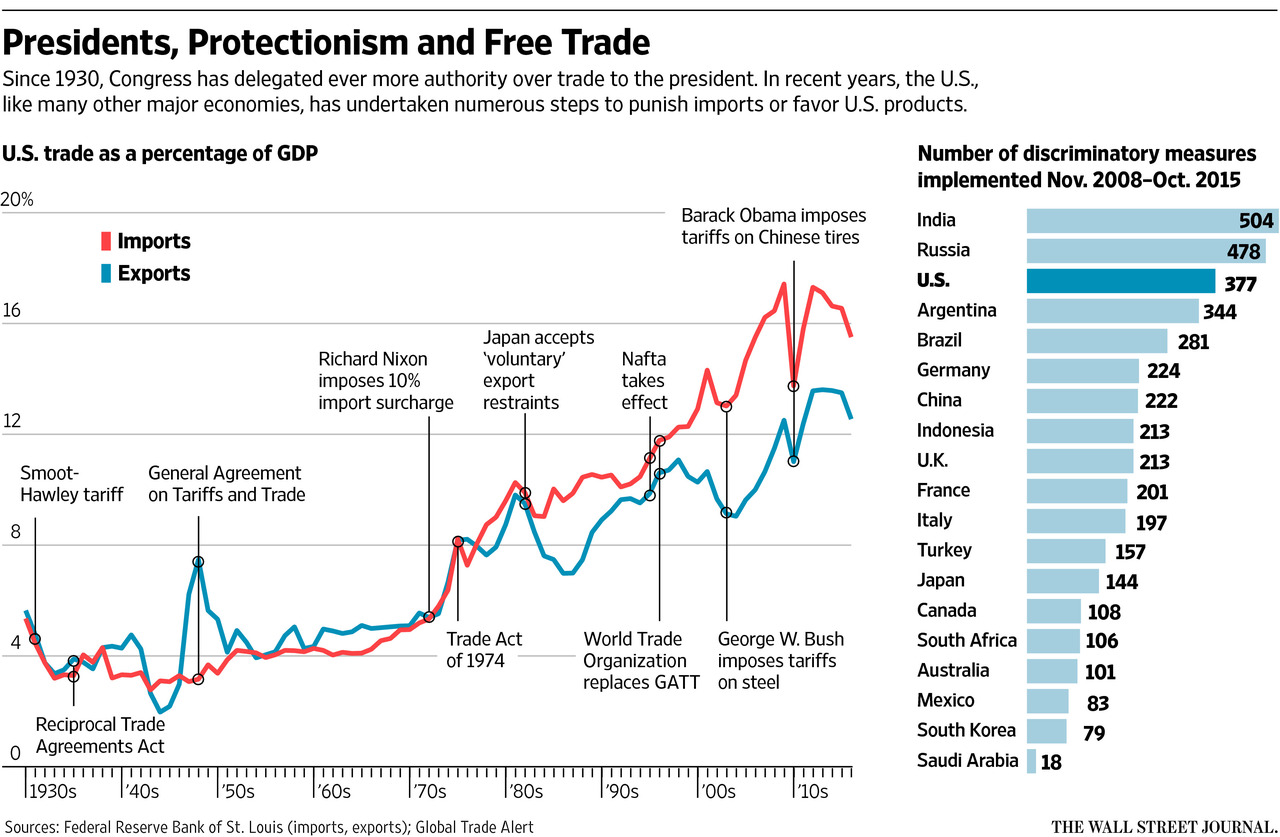 Presidents, Protectionism and Free Trade
Since 1930, Congress has delegated ever more authority over trade to the president. In recent years, the U.S.,
like many other major economies, has undertaken numerous steps to punish imports or favor U.S. products.
U.S. trade as a percentage of GDP
20%
16
12
8
4
0
Imports
Exports
Smoot-
Hawley tariff
General Agreement
on Tariffs and Trade
Richard Nixon
imposes 10%
import surcharge
Japan accepts
‘voluntary’
export
restraints
Nafta
takes
effect
Barack Obama imposes
tariffs on Chinese tires
Reciprocal Trade
Agreements Act
Trade Act
of 1974
World Trade
Organization
replaces GATT
George W. Bush
imposes tariffs
on steel
1930s
’40s
’50s
’60s
’70s
’80s
’90s
’00s
’10s
Number of discriminatory measures
implemented Nov. 2008–Oct. 2015
India 504
Russia 478
U.S. 377
Argentina 344
Brazil 281
Germany 224
China 222
Indonesia 213
U.K. 213
France 201
Italy 197
Turkey 157
Japan 144
Canada 108
South Africa 106
Australia 101
Mexico 83
South Korea 79
Saudi Arabia 18
Sources: Federal Reserve Bank of St. Louis (imports, exports); Global Trade Alert
THE WALL STREET JOURNAL.